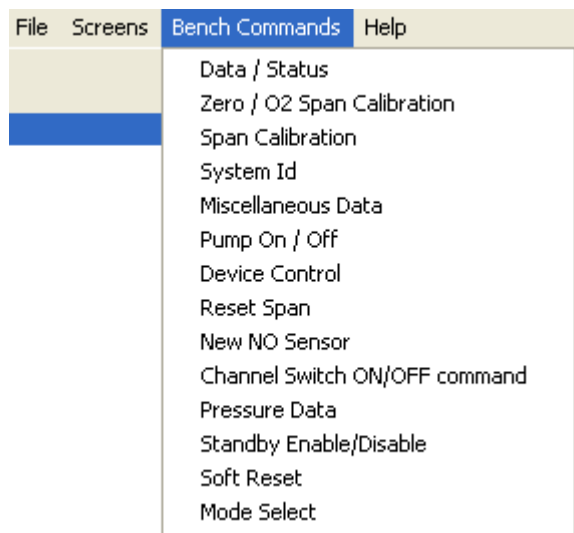 File Screens Bench Commands Help
Data / Status
Zero / O2 Span Calibration
Span Calibration
System Id
Miscellaneous Data
Pump On / Off
Device Control
Reset Span
New NO Sensor
Channel Switch ON/OFF command
Pressure Data
Standby Enable/Disable
Soft Reset
Mode Select